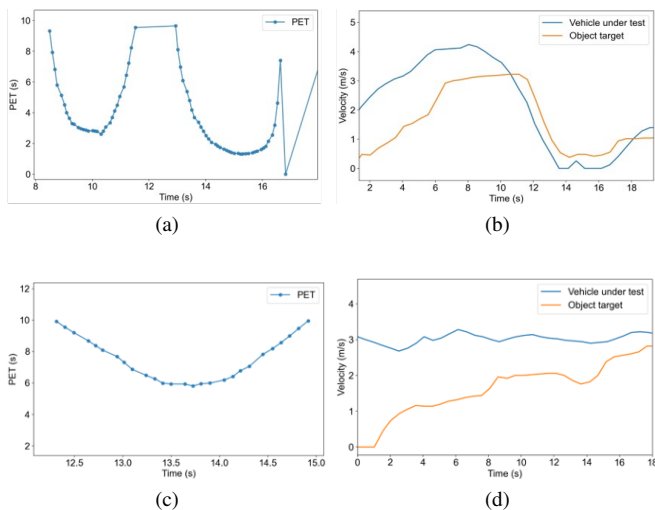 PET
PET (s)
10
8
6
4
2
0
8
10
12
14
16
Time (s)
(a)
Vehicle under test
Object target
Velocity (m/s)
5
4
3
2
1
0
2
4
6
8
10
12
14
16
18
Time (s)
(b)
PET
PET (s)
12
10
8
6
4
2
12.5
13.0
13.5
14.0
14.5
15.0
Time (s)
(c)
Vehicle under test
Object target
Velocity (m/s)
4
3
2
1
0
0
2
4
6
8
10
12
14
16
18
Time (s)
(d)